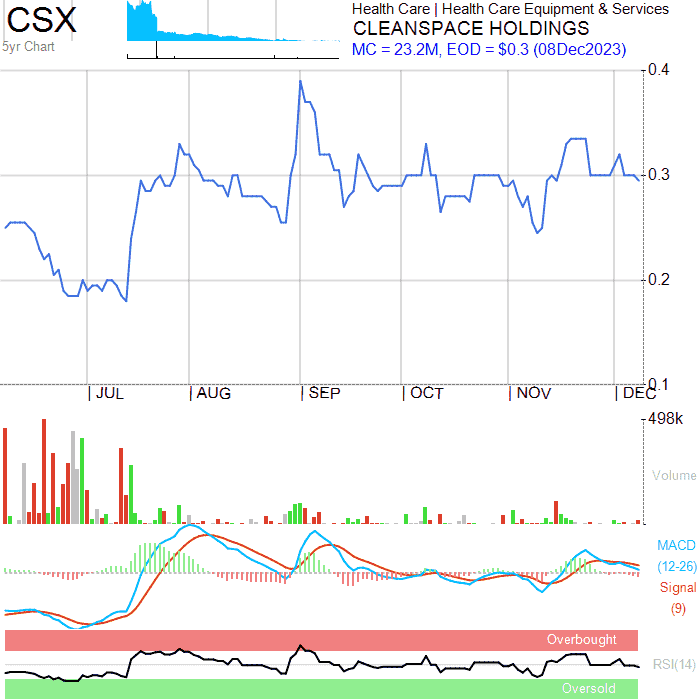 CSX
Health Care | Health Care Equipment & Services
CLEANSPACE HOLDINGS
5yr Chart
MC = 23.2M, EOD = $0.3 (08Dec2023)
0.4
0.3
0.2
0.1
| JUL | AUG | SEP | OCT | NOV | DEC
498k
Volume
MACD
(12-26)
Signal
(9)
Overbought
RSI(14)
Oversold